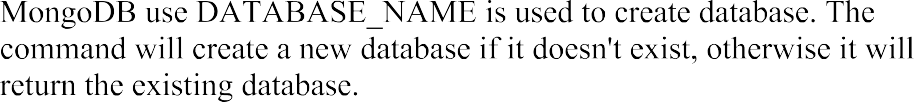 MongoDB use DATABASE_NAME is used to create database. The
command will create a new database if it doesn't exist, otherwise it will
return the existing database.